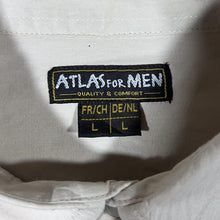 ATLAS FOR MEN
QUALITY & COMFORT
FR/CH DE/NL
L L